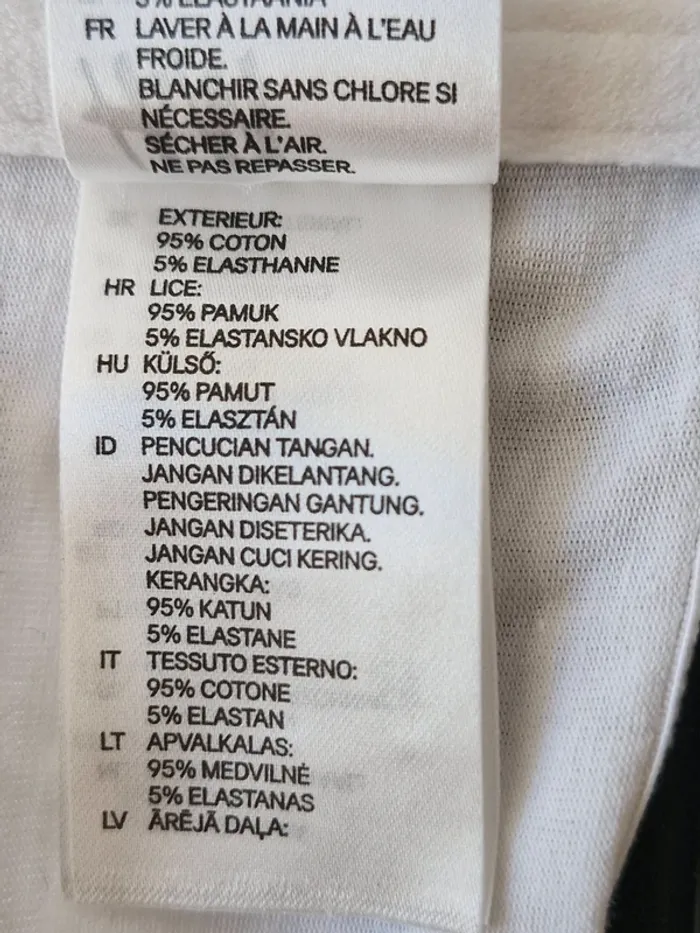 5% ELASTAANIA
FR LAVER À LA MAIN À L'EAU
FROIDE.
BLANCHIR SANS CHLORE SI
NÉCESSAIRE.
SÉCHER À L'AIR.
NE PAS REPASSER.
EXTERIEUR:
95% COTON
5% ELASTHANNE
HR LICE:
95% PAMUK
5% ELASTANSKO VLAKNO
HU KÜLSŐ:
95% PAMUT
5% ELASZTÁN
ID PENCUCIAN TANGAN.
JANGAN DIKELANTANG.
PENGERINGAN GANTUNG.
JANGAN DISETERIKA.
JANGAN CUCI KERING.
KERANGKA:
95% KATUN
5% ELASTANE
IT TESSUTO ESTERNO:
95% COTONE
5% ELASTAN
LT APVALKALAS:
95% MEDVILNĖ
5% ELASTANAS
LV ĀRĒJĀ DAĻA: